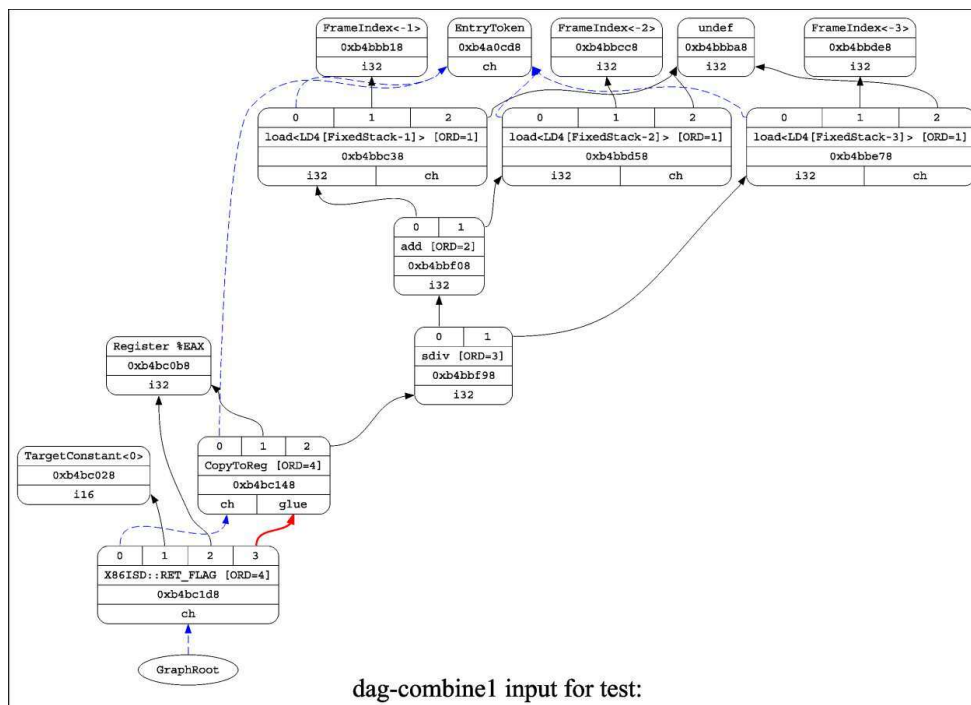 FrameIndex<-1>
0xb4bbb18
i32
EntryToken
0xb4a0cd8
ch
FrameIndex<-2>
0xb4bbcc8
i32
undef
0xb4bbba8
i32
FrameIndex<-3>
0xb4bbde8
i32
0 1 2
load<LD4[FixedStack-1]> [ORD=1]
0xb4bbc38
i32 ch
0 1 2
load<LD4[FixedStack-2]> [ORD=1]
0xb4bbd58
i32 ch
0 1 2
load<LD4[FixedStack-3]> [ORD=1]
0xb4bbe78
i32 ch
0 1
add [ORD=2]
0xb4bbf08
i32
0 1
sdiv [ORD=3]
0xb4bbf98
i32
Register %EAX
0xb4bc0b8
i32
0 1 2
CopyToReg [ORD=4]
0xb4bc148
ch glue
TargetConstant<0>
0xb4bc028
i16
0 1 2 3
X86ISD::RET_FLAG [ORD=4]
0xb4bc1d8
ch
GraphRoot
dag-combine1 input for test: